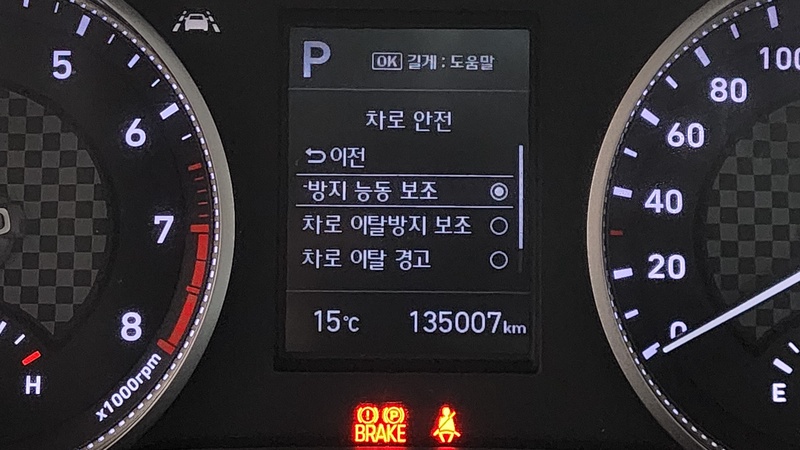 P
OK 길게 : 도움말
차로 안전
이전
-방지 능동 보조
차로 이탈방지 보조
차로 이탈 경고
15℃ 135007km
5
6
7
8
x1000rpm
H
100
80
60
40
20
0
E
BRAKE